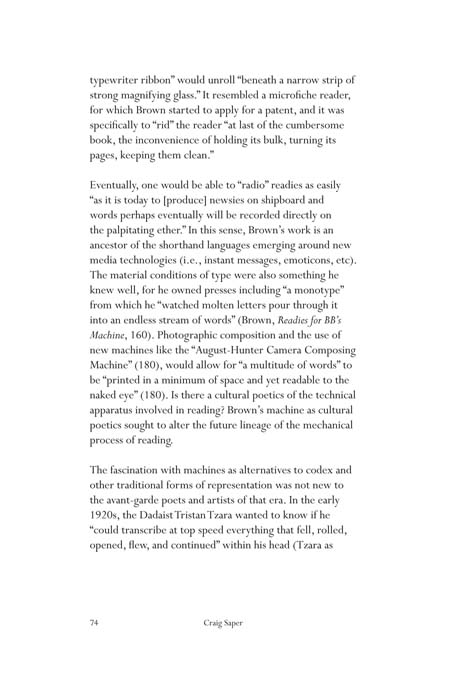 typewriter ribbon” would unroll “beneath a narrow strip of
strong magnifying glass.” It resembled a microfiche reader,
for which Brown started to apply for a patent, and it was
specifically to “rid” the reader “at last of the cumbersome
book, the inconvenience of holding its bulk, turning its
pages, keeping them clean.”
Eventually, one would be able to “radio” readies as easily
“as it is today to [produce] newsies on shipboard and
words perhaps eventually will be recorded directly on
the palpitating ether.” In this sense, Brown’s work is an
ancestor of the shorthand languages emerging around new
media technologies (i.e., instant messages, emoticons, etc).
The material conditions of type were also something he
knew well, for he owned presses including “a monotype”
from which he “watched molten letters pour through it
into an endless stream of words” (Brown, Readies for BB’s
Machine, 160). Photographic composition and the use of
new machines like the “August-Hunter Camera Composing
Machine” (180), would allow for “a multitude of words” to
be “printed in a minimum of space and yet readable to the
naked eye” (180). Is there a cultural poetics of the technical
apparatus involved in reading? Brown’s machine as cultural
poetics sought to alter the future lineage of the mechanical
process of reading.
The fascination with machines as alternatives to codex and
other traditional forms of representation was not new to
the avant-garde poets and artists of that era. In the early
1920s, the Dadaist Tristan Tzara wanted to know if he
“could transcribe at top speed everything that fell, rolled,
opened, flew, and continued” within his head (Tzara as
74 Craig Saper